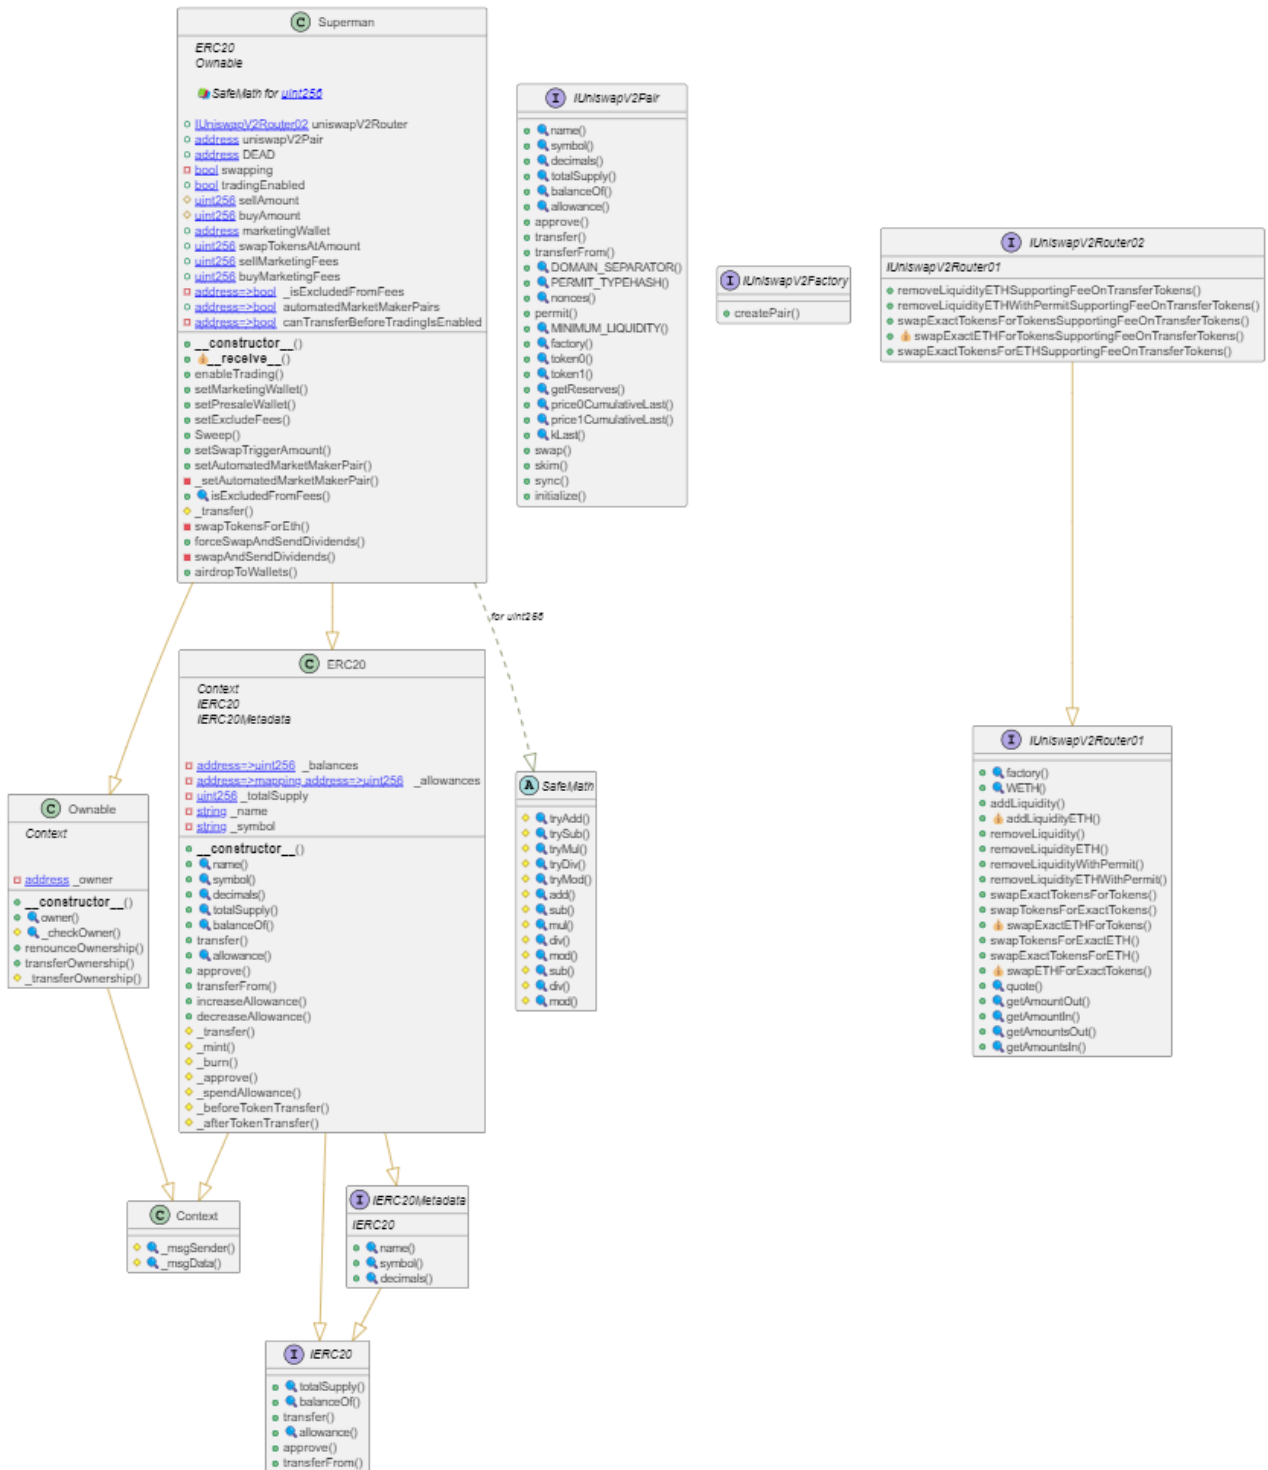 C Superman
ERC20
Ownable
SafeMath for uint256
IUniswapV2Router02 uniswapV2Router
address uniswapV2Pair
address DEAD
bool swapping
bool tradingEnabled
uint256 sellAmount
uint256 buyAmount
address marketingWallet
uint256 swapTokensAtAmount
uint256 sellMarketingFees
uint256 buyMarketingFees
address=>bool _isExcludedFromFees
address=>bool automatedMarketMakerPairs
address=>bool canTransferBeforeTradingIsEnabled
__constructor__()
__receive__()
enableTrading()
setMarketingWallet()
setPresaleWallet()
setExcludeFees()
Sweep()
setSwapTriggerAmount()
setAutomatedMarketMakerPair()
_setAutomatedMarketMakerPair()
isExcludedFromFees()
_transfer()
swapTokensForEth()
forceSwapAndSendDividends()
swapAndSendDividends()
airdropToWallets()
I IUniswapV2Pair
name()
symbol()
decimals()
totalSupply()
balanceOf()
allowance()
approve()
transfer()
transferFrom()
DOMAIN_SEPARATOR()
PERMIT_TYPEHASH()
nonces()
permit()
MINIMUM_LIQUIDITY()
factory()
token0()
token1()
getReserves()
price0CumulativeLast()
price1CumulativeLast()
kLast()
swap()
skim()
sync()
initialize()
I IUniswapV2Factory
createPair()
I IUniswapV2Router02
IUniswapV2Router01
removeLiquidityETHSupportingFeeOnTransferTokens()
removeLiquidityETHWithPermitSupportingFeeOnTransferTokens()
swapExactTokensForTokensSupportingFeeOnTransferTokens()
swapExactETHForTokensSupportingFeeOnTransferTokens()
swapExactTokensForETHSupportingFeeOnTransferTokens()
for uint256
C ERC20
Context
IERC20
IERC20Metadata
address=>uint256 _balances
address=>mapping address=>uint256 _allowances
uint256 _totalSupply
string _name
string _symbol
__constructor__()
name()
symbol()
decimals()
totalSupply()
balanceOf()
transfer()
allowance()
approve()
transferFrom()
increaseAllowance()
decreaseAllowance()
_transfer()
_mint()
_burn()
_approve()
_spendAllowance()
_beforeTokenTransfer()
_afterTokenTransfer()
C Ownable
Context
address _owner
__constructor__()
owner()
_checkOwner()
renounceOwnership()
transferOwnership()
_transferOwnership()
A SafeMath
tryAdd()
trySub()
tryMul()
tryDiv()
tryMod()
add()
sub()
mul()
div()
mod()
sub()
div()
mod()
I IUniswapV2Router01
factory()
WETH()
addLiquidity()
addLiquidityETH()
removeLiquidity()
removeLiquidityETH()
removeLiquidityWithPermit()
removeLiquidityETHWithPermit()
swapExactTokensForTokens()
swapTokensForExactTokens()
swapExactETHForTokens()
swapTokensForExactETH()
swapExactTokensForETH()
swapETHForExactTokens()
quote()
getAmountOut()
getAmountIn()
getAmountsOut()
getAmountsIn()
C Context
_msgSender()
_msgData()
I IERC20Metadata
IERC20
name()
symbol()
decimals()
I IERC20
totalSupply()
balanceOf()
transfer()
allowance()
approve()
transferFrom()